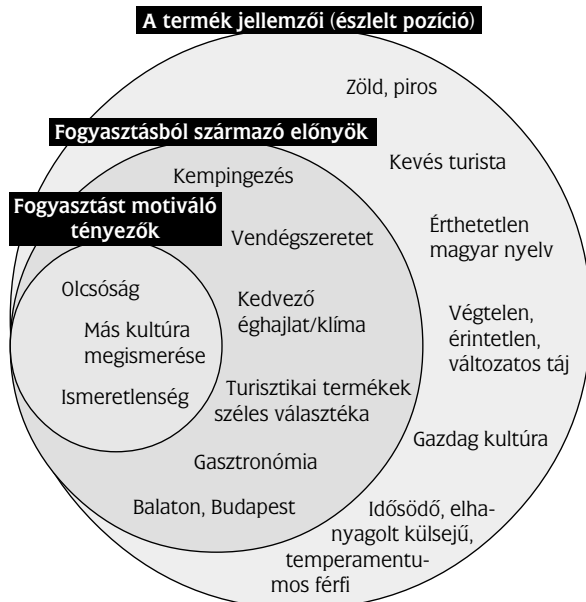 A termék jellemzői (észlelt pozíció)
Zöld, piros
Fogyasztásból származó előnyök
Kempingezés
Kevés turista
Fogyasztást motiváló
tényezők
Vendégszeretet
Érthetetlen
magyar nyelv
Olcsóság
Más kultúra
megismerése
Ismeretlenség
Kedvező
éghajlat/klíma
Végtelen,
érintetlen,
változatos táj
Turisztikai termékek
széles választéka
Gazdag kultúra
Gasztronómia
Balaton, Budapest
Idősödő, elha-
nyagolt külsejű,
temperamentu-
mos férfi